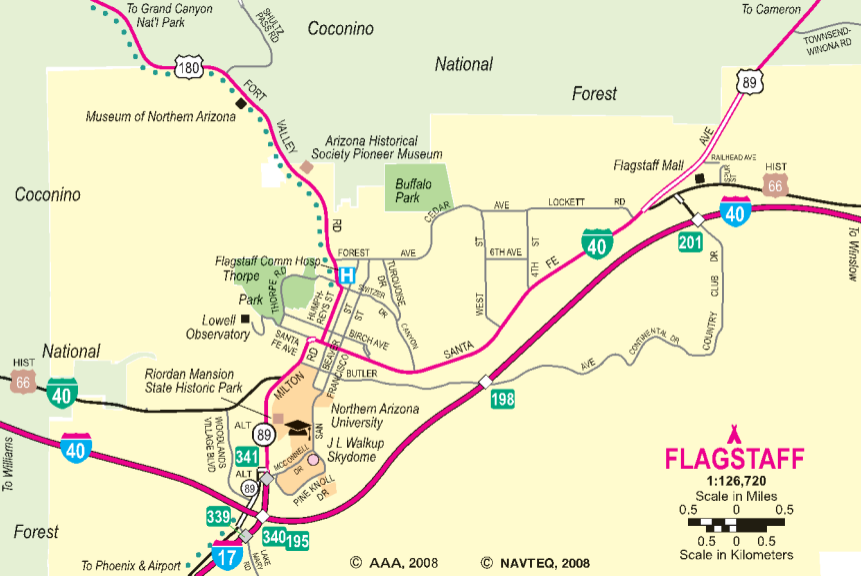 To Grand Canyon
Nat'l Park
SHULTZ
PASS RD
Coconino
To Cameron
TOWNSEND-
WINONA RD
180
National
89
FORT
Forest
Museum of Northern Arizona
VALLEY
Arizona Historical
Society Pioneer Museum
AVE
RAILHEAD AVE
Flagstaff Mall
HIST
66
Coconino
Buffalo
Park
CEDAR
AVE
LOCKETT
RD
40
RD
40
201
To Winslow
FOREST
AVE
ST
6TH AVE
ST
FE
Flagstaff Comm Hosp
H
Thorpe
Park
THORPE RD
HUMPH-
REYS ST
SWITZER
DR
TURQUOISE
DR
4TH
WEST
COUNTRY CLUB DR
Lowell
Observatory
ST
ST
CANYON
SANTA
FE AVE
BIRCH AVE
SANTA
CONTINENTAL DR
RD
BEAVER
National
HIST
66
40
Riordan Mansion
State Historic Park
FRANCISCO
BUTLER
AVE
MILTON
198
Northern Arizona
University
WOODLANDS
VILLAGE BLVD
ALT
89
SAN
J L Walkup
Skydome
40
To Williams
341
ALT
89
MCCONNELL
DR
PINE KNOLL
DR
FLAGSTAFF
1:126,720
Scale in Miles
0.5 0 0.5
0.5 0 0.5
Scale in Kilometers
Forest
339
340
195
17
LAKE
MARY
RD
To Phoenix & Airport
© AAA, 2008
© NAVTEQ, 2008